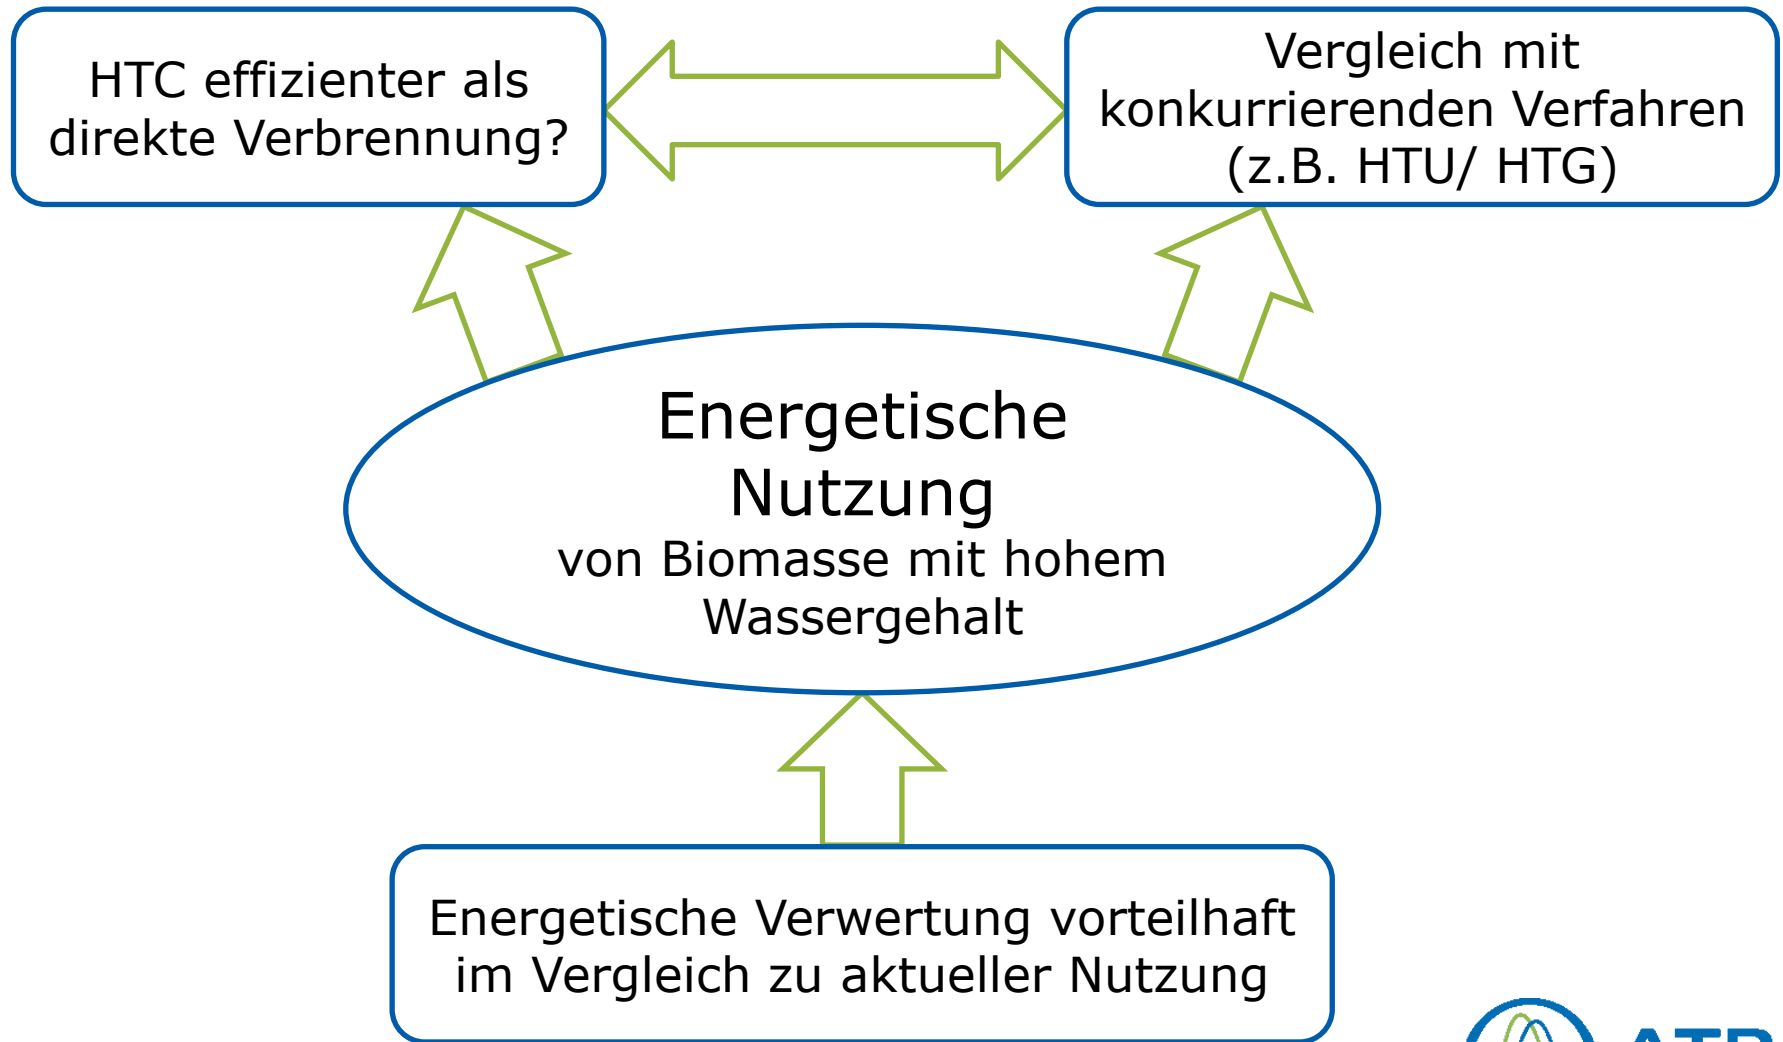 HTC effizienter als
direkte Verbrennung?
Vergleich mit
konkurrierenden Verfahren
(z.B. HTU/ HTG)
Energetische
Nutzung
von Biomasse mit hohem
Wassergehalt
Energetische Verwertung vorteilhaft
im Vergleich zu aktueller Nutzung